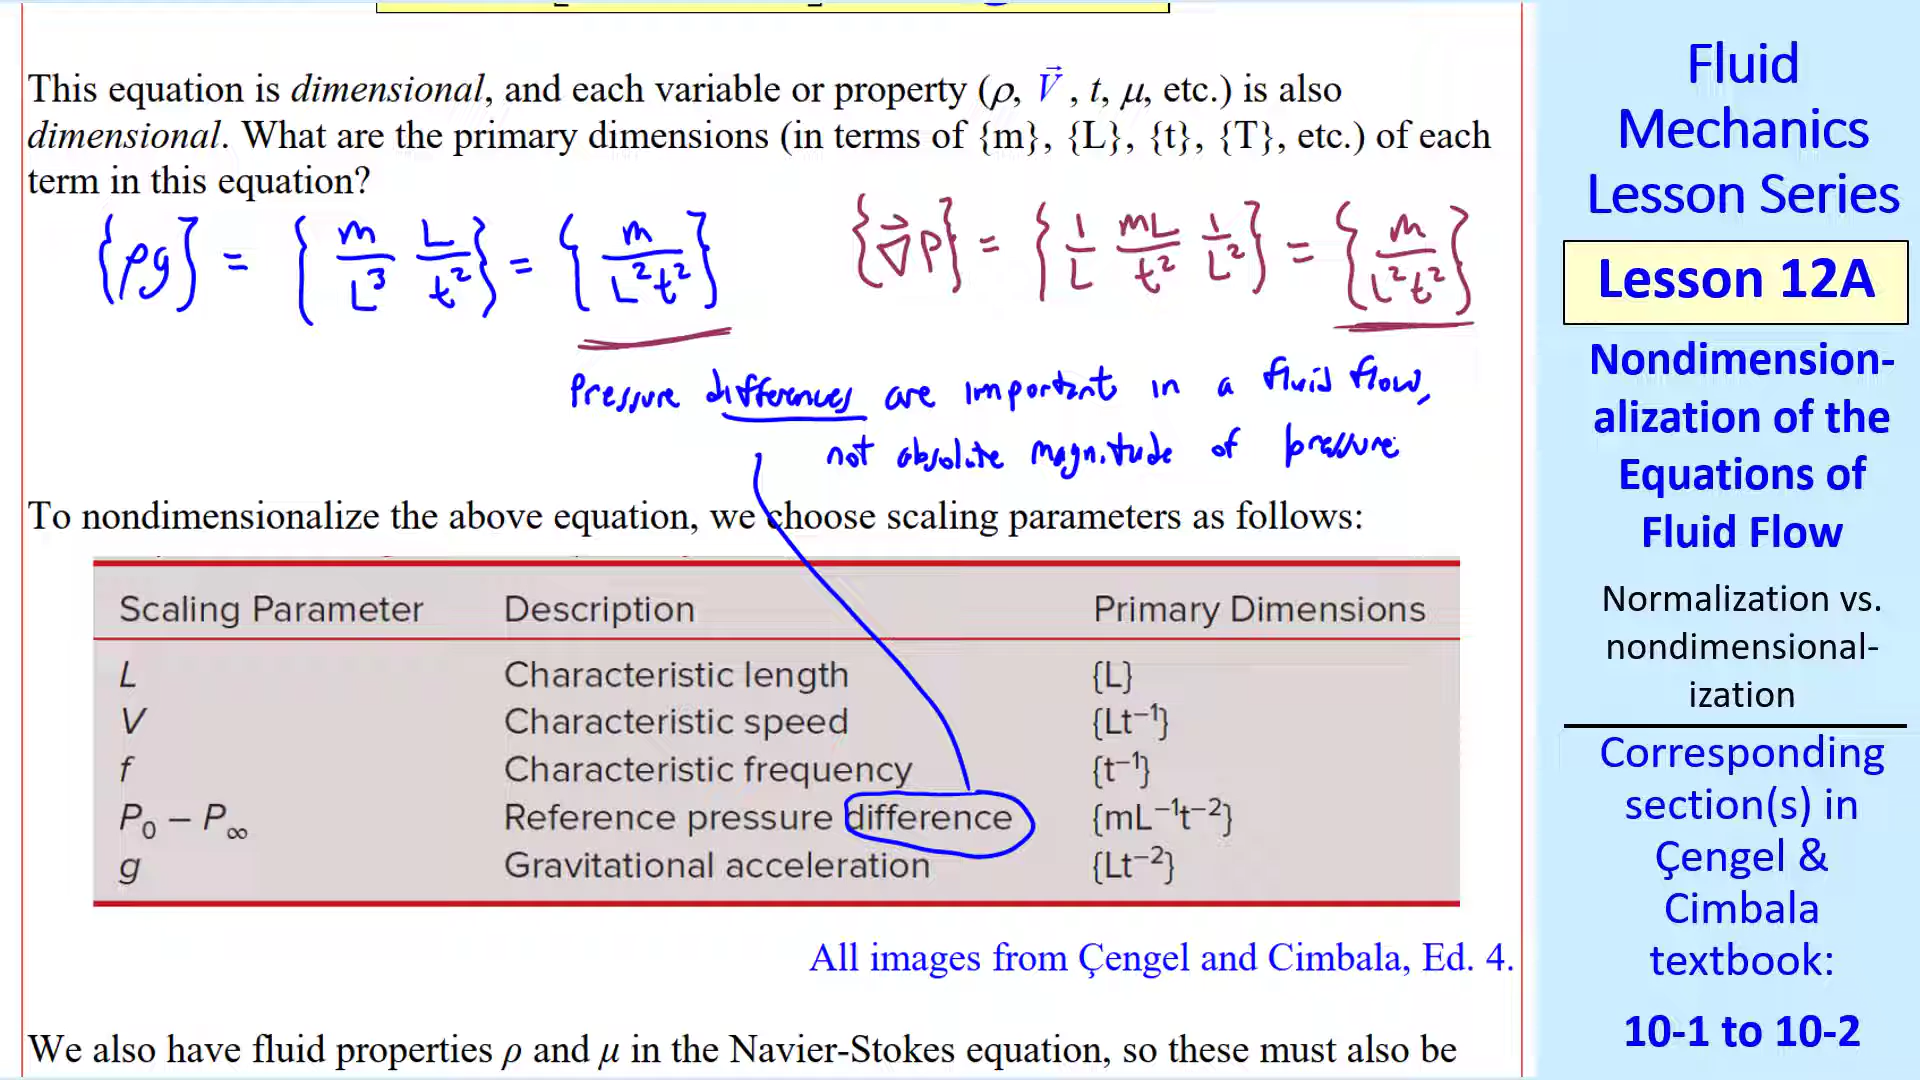 This equation is dimensional, and each variable or property (ρ, V⃗, t, μ, etc.) is also
dimensional. What are the primary dimensions (in terms of {m}, {L}, {t}, {T}, etc.) of each
term in this equation?
{ρg} = {m/L³ L/t²} = {m/L²t²}
{∇⃗P} = {1/L mL/t² 1/L²} = {m/L²t²}
Pressure differences are important in a fluid flow,
not absolute magnitude of pressure
To nondimensionalize the above equation, we choose scaling parameters as follows:
Scaling Parameter Description Primary Dimensions
L Characteristic length {L}
V Characteristic speed {Lt⁻¹}
f Characteristic frequency {t⁻¹}
P₀ − P∞ Reference pressure difference {mL⁻¹t⁻²}
g Gravitational acceleration {Lt⁻²}
All images from Çengel and Cimbala, Ed. 4.
We also have fluid properties ρ and μ in the Navier-Stokes equation, so these must also be
Fluid
Mechanics
Lesson Series
Lesson 12A
Nondimension-
alization of the
Equations of
Fluid Flow
Normalization vs.
nondimensional-
ization
Corresponding
section(s) in
Çengel &
Cimbala
textbook:
10-1 to 10-2